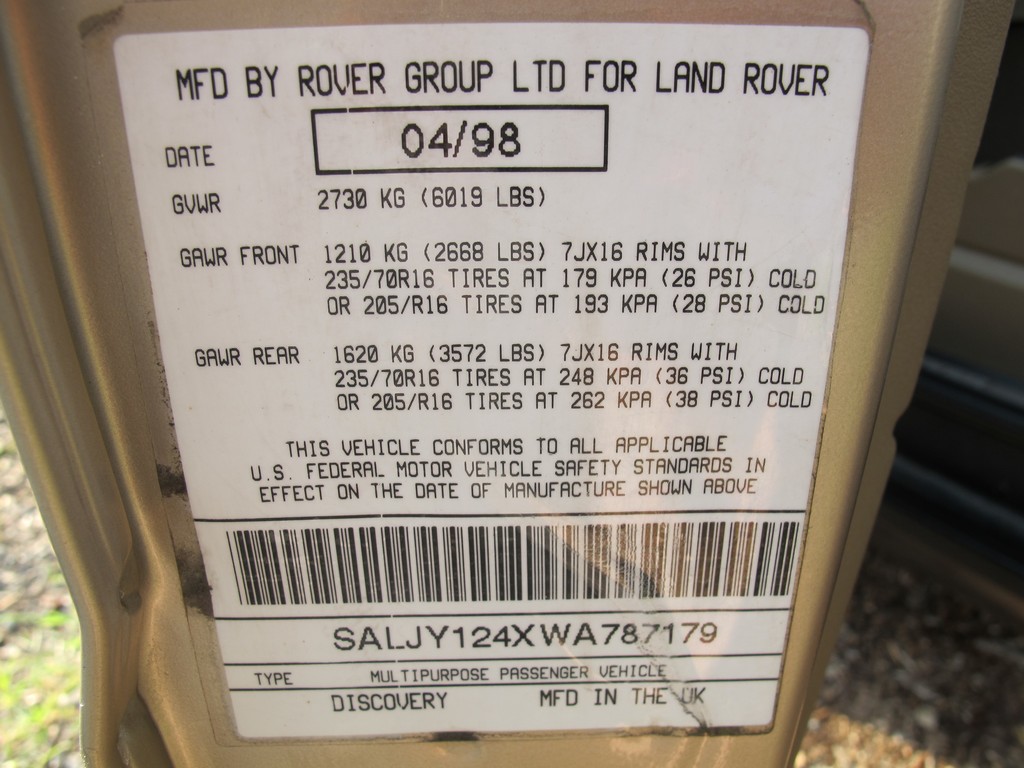 MFD BY ROVER GROUP LTD FOR LAND ROVER
DATE 04/98
GVWR 2730 KG (6019 LBS)
GAWR FRONT 1210 KG (2668 LBS) 7JX16 RIMS WITH
235/70R16 TIRES AT 179 KPA (26 PSI) COLD
OR 205/R16 TIRES AT 193 KPA (28 PSI) COLD
GAWR REAR 1620 KG (3572 LBS) 7JX16 RIMS WITH
235/70R16 TIRES AT 248 KPA (36 PSI) COLD
OR 205/R16 TIRES AT 262 KPA (38 PSI) COLD
THIS VEHICLE CONFORMS TO ALL APPLICABLE
U.S. FEDERAL MOTOR VEHICLE SAFETY STANDARDS IN
EFFECT ON THE DATE OF MANUFACTURE SHOWN ABOVE
SALJY124XWA787179
TYPE MULTIPURPOSE PASSENGER VEHICLE
DISCOVERY MFD IN THE UK